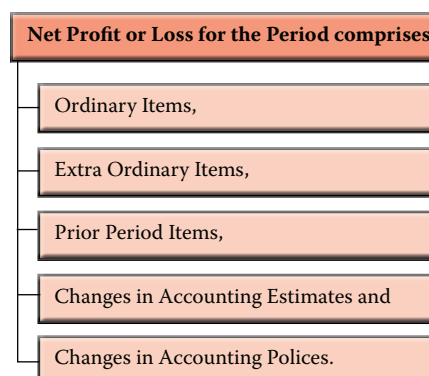 Net Profit or Loss for the Period comprises
Ordinary Items,
Extra Ordinary Items,
Prior Period Items,
Changes in Accounting Estimates and
Changes in Accounting Polices.